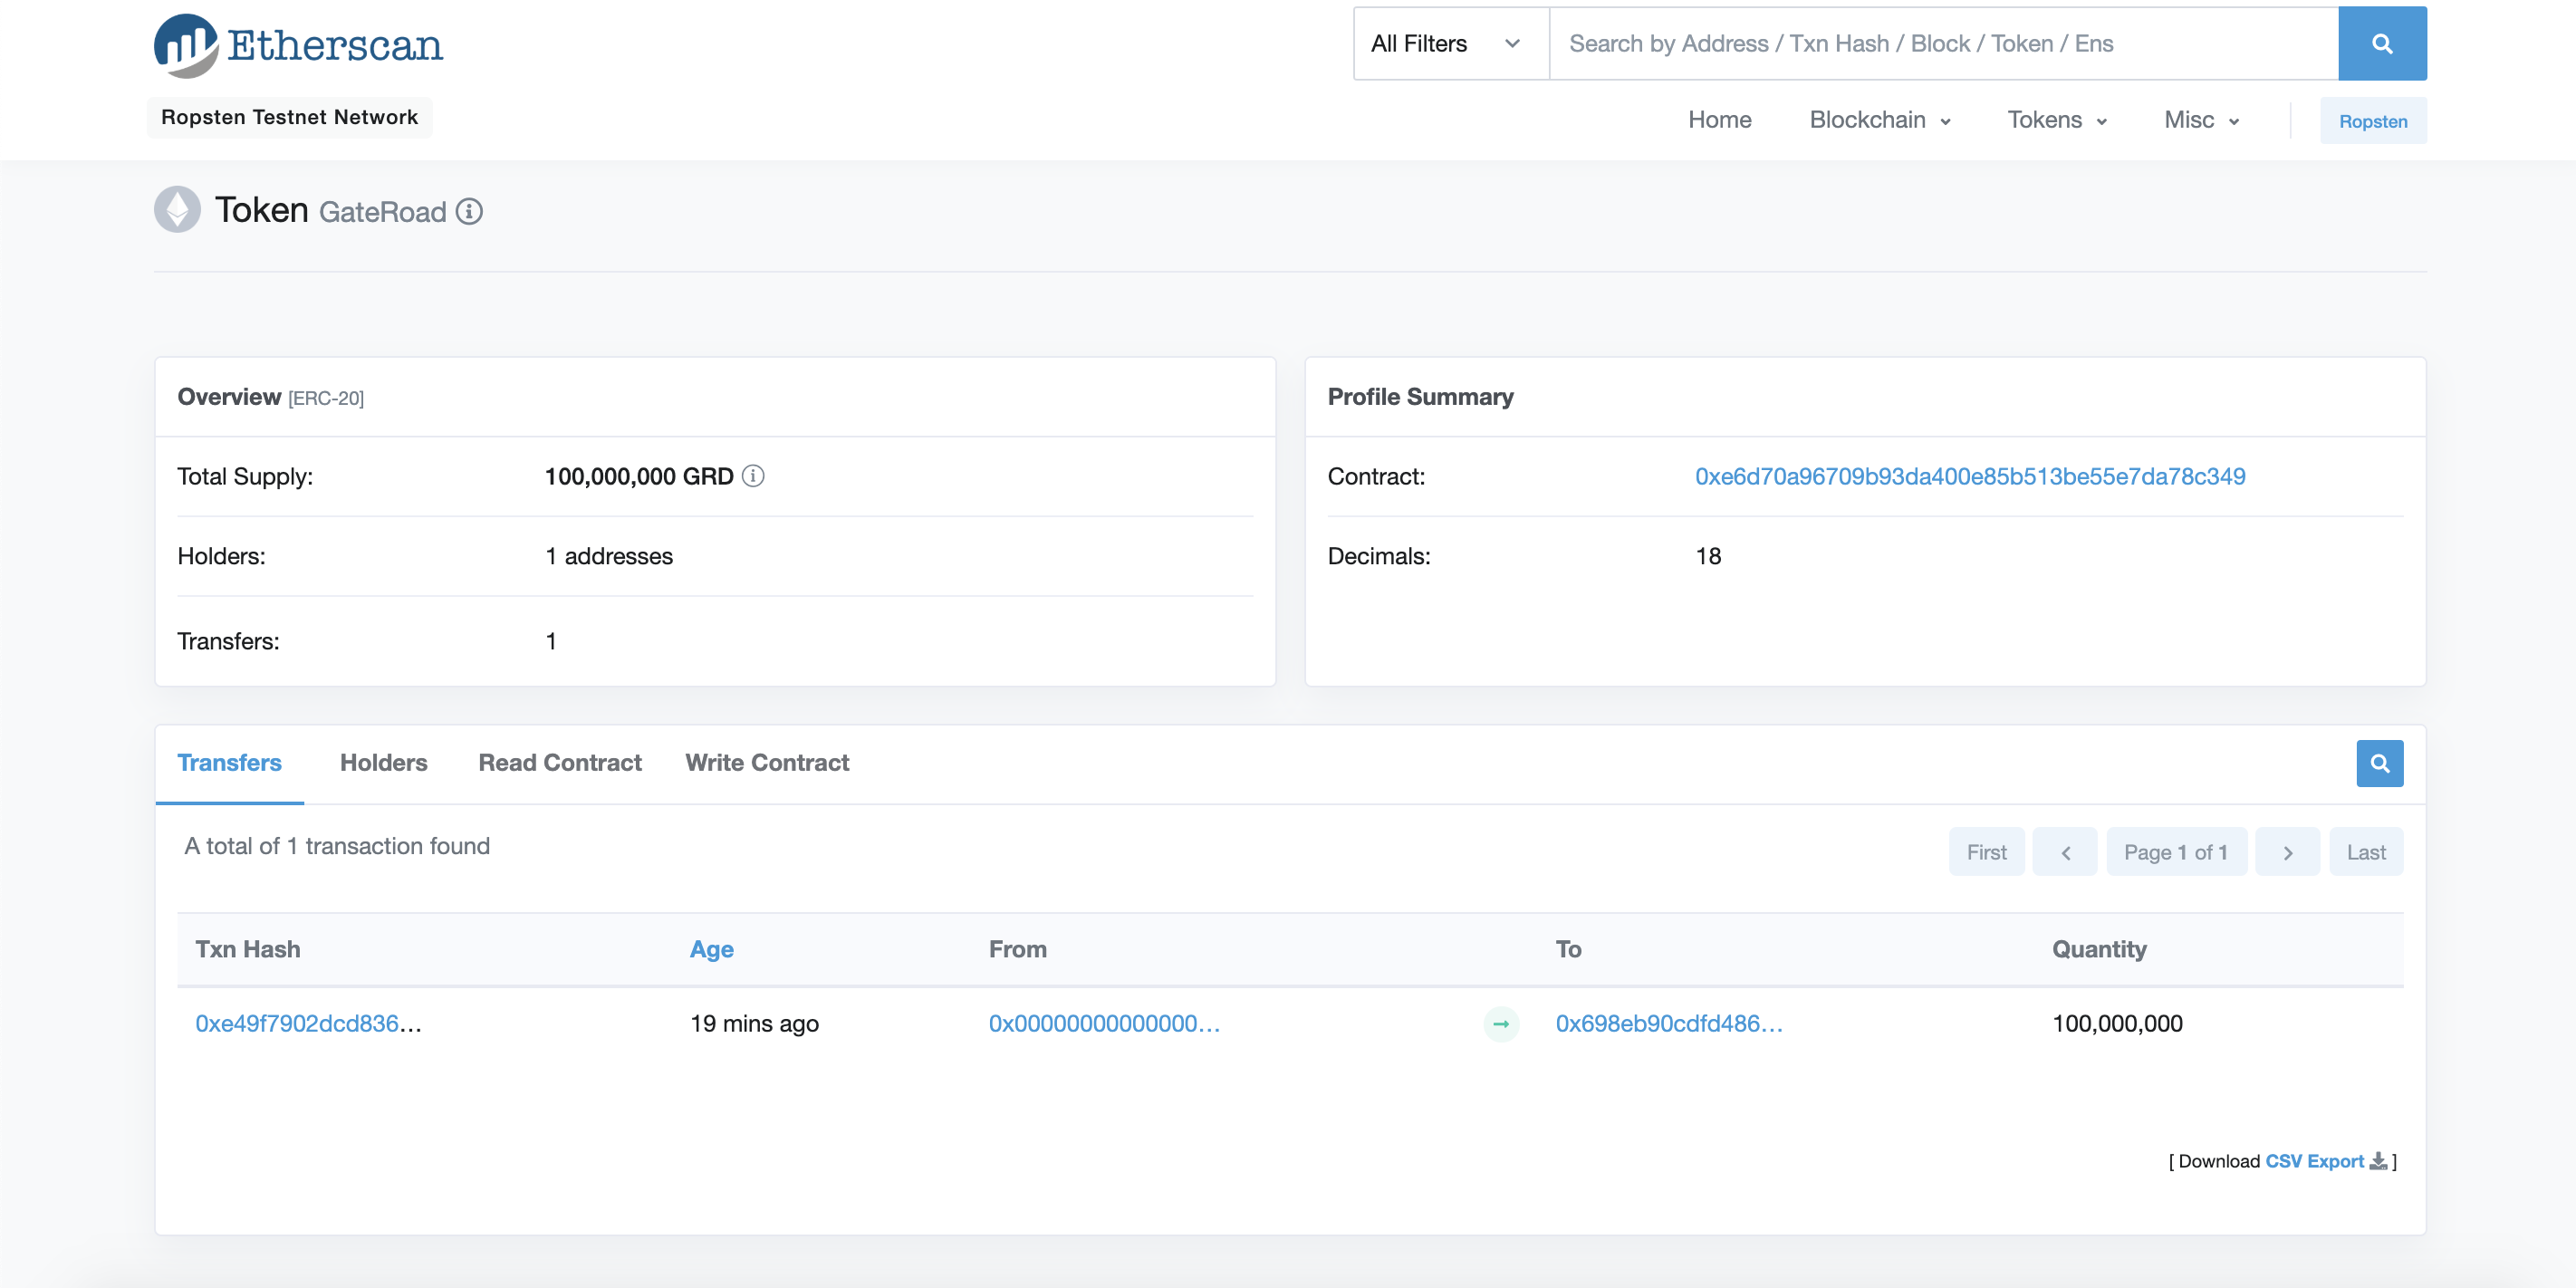 Etherscan
All Filters
Search by Address / Txn Hash / Block / Token / Ens
Ropsten Testnet Network
Home Blockchain Tokens Misc Ropsten
Token GateRoad
Overview [ERC-20]
Total Supply: 100,000,000 GRD
Holders: 1 addresses
Transfers: 1
Profile Summary
Contract: 0xe6d70a96709b93da400e85b513be55e7da78c349
Decimals: 18
Transfers Holders Read Contract Write Contract
A total of 1 transaction found
First Page 1 of 1 Last
Txn Hash Age From To Quantity
0xe49f7902dcd836... 19 mins ago 0x00000000000000... 0x698eb90cdfd486... 100,000,000
[ Download CSV Export ]